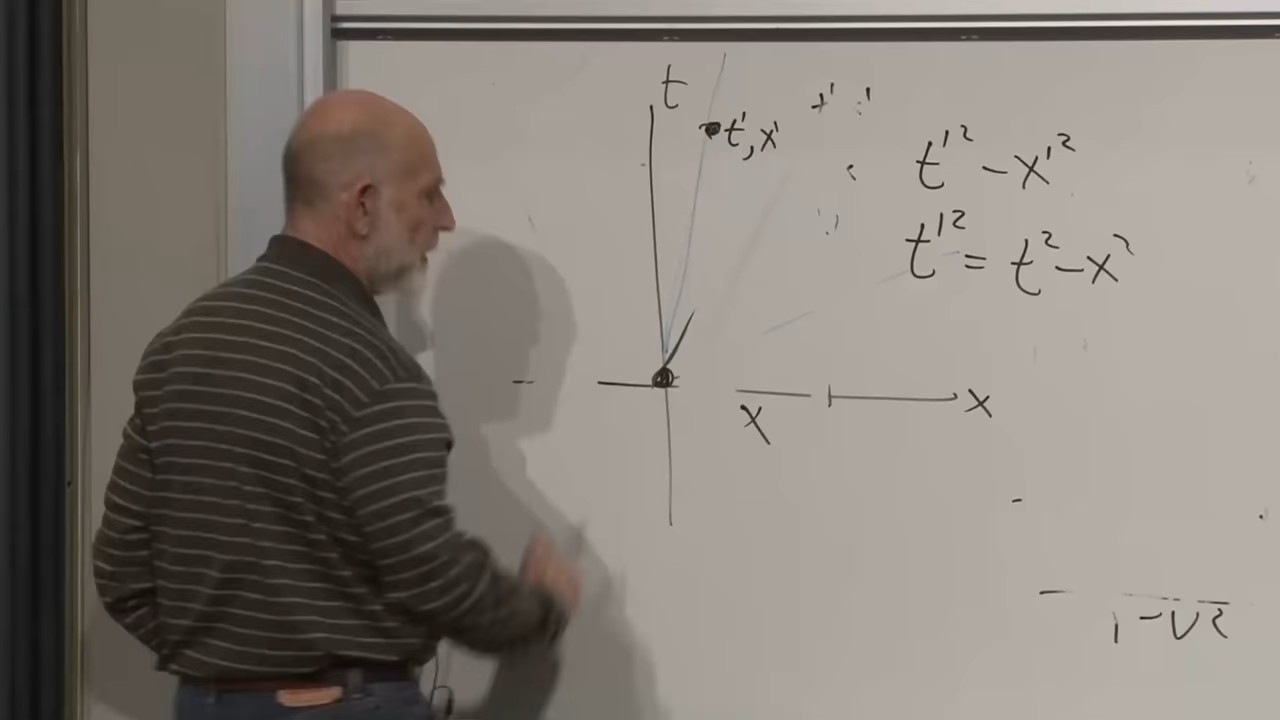 t
t', x'
t'² - x'²
t'² = t² - x²
x
X
1 - v²